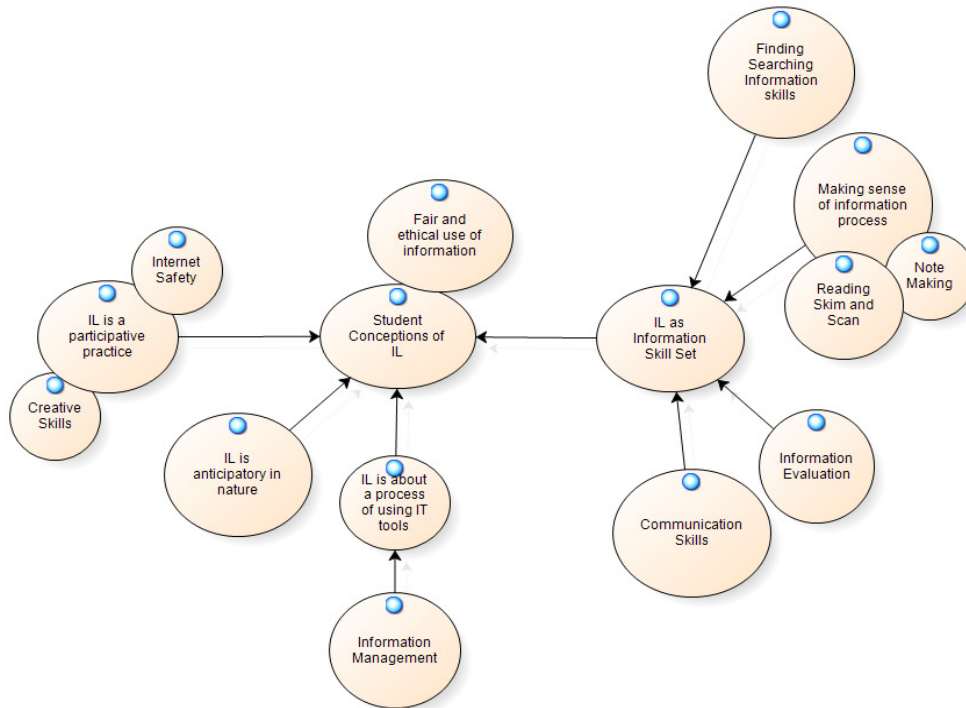 Finding
Searching
Information
skills
Making sense
of information
process
Note
Making
Reading
Skim and
Scan
Fair and
ethical use of
information
Internet
Safety
IL is a
participative
practice
Creative
Skills
Student
Conceptions of
IL
IL as
Information
Skill Set
IL is
anticipatory in
nature
IL is about
a process
of using IT
tools
Information
Evaluation
Communication
Skills
Information
Management